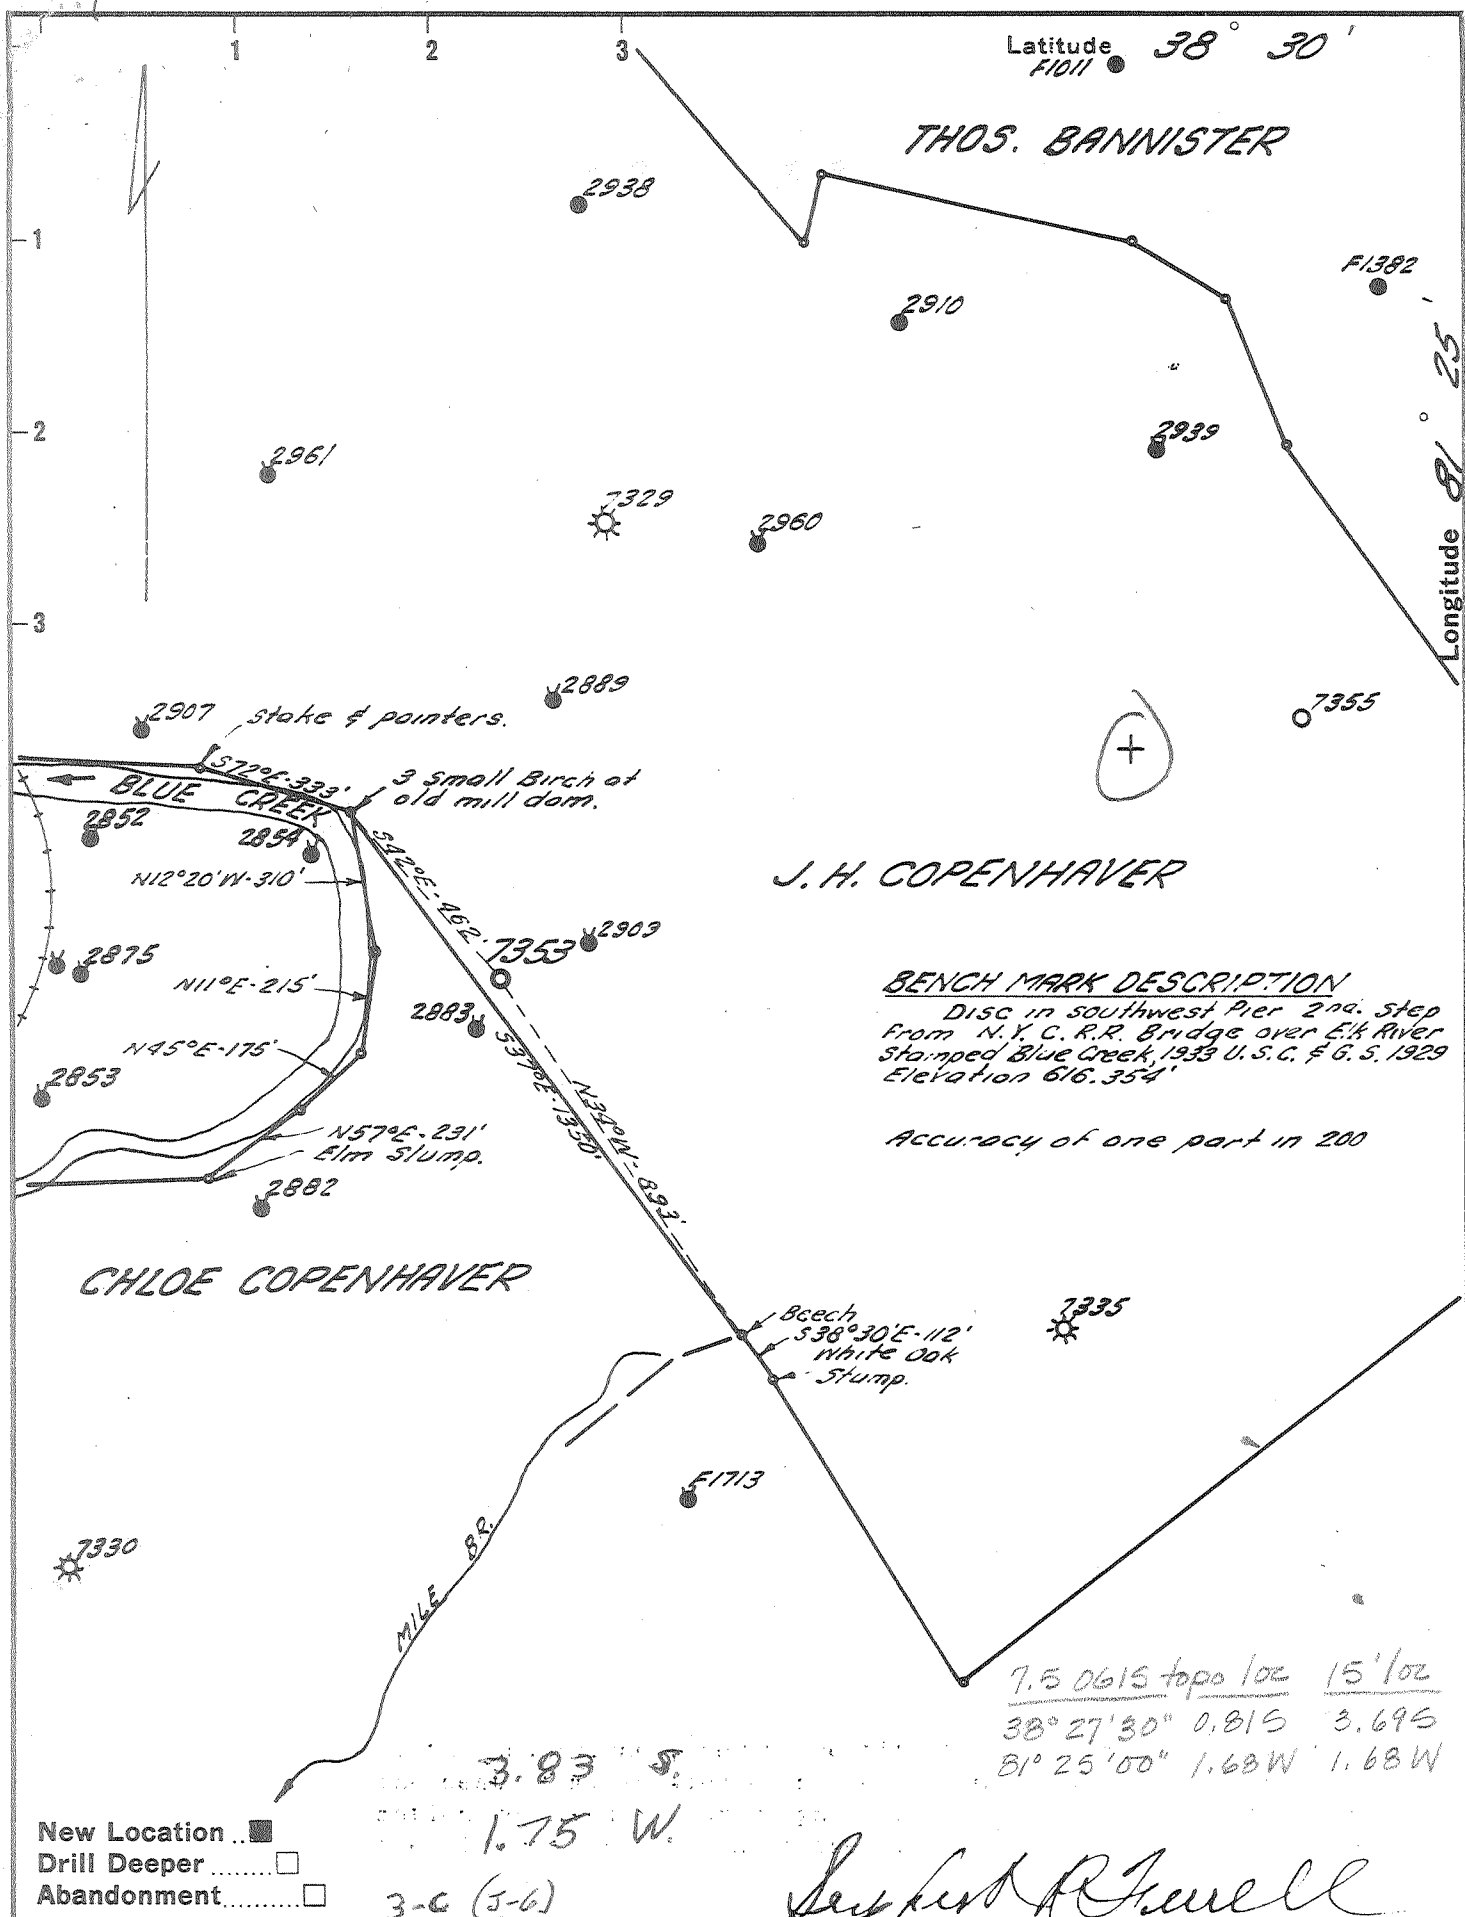 1 2 3
Latitude 38° 30'
F1011
THOS. BANNISTER
2938
1
F1382
2910
Longitude 81° 25'
2
2939
2961
7329
2960
3
2889
7355
2907
Stake & pointers.
S72°E-333'
3 Small Birch at
old mill dam.
BLUE CREEK
2852
2854
S42°E-462'
N12°20'W-310'
J.H. COPENHAVER
2903
7353
2875
N11°E-215'
BENCH MARK DESCRIPTION
Disc in southwest Pier 2nd. Step
From N.Y.C.R.R. Bridge over Elk River
Stamped Blue Creek, 1933 U.S.C. & G.S. 1929
Elevation 616.354'
2883
S37°E-1350'
N45°E-175'
2853
N34°W-893'
N57°E-231'
Elm Stump.
Accuracy of one part in 200
2882
CHLOE COPENHAVER
7335
Beech
S38°30'E-112'
White Oak
Stump.
F1713
7330
MILE BR.
7.5 topo loc 15' loc
38° 27' 30" 0.81S 3.69S
81° 25' 00" 1.68W 1.68W
3.83 S.
1.75 W.
New Location
Drill Deeper
Abandonment
3-6 (J-6)